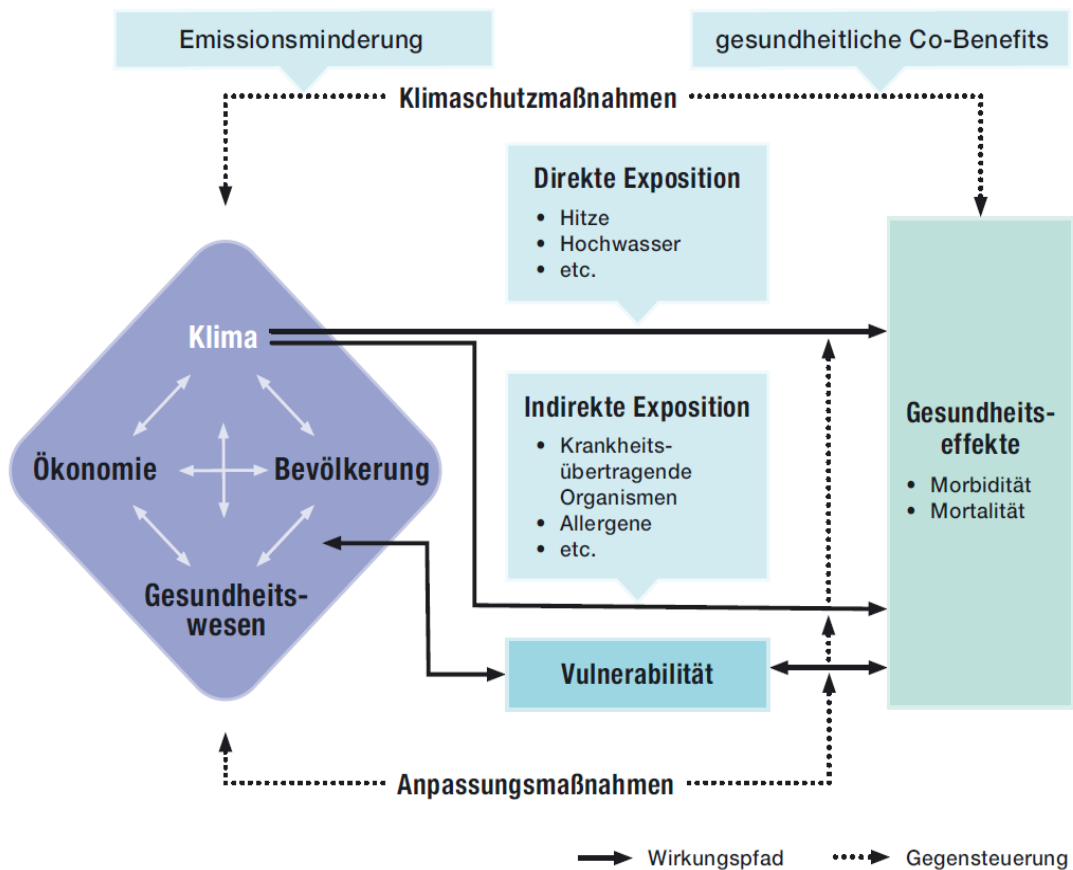 Emissionsminderung
gesundheitliche Co-Benefits
Klimaschutzmaßnahmen
Direkte Exposition
• Hitze
• Hochwasser
• etc.
Klima
Ökonomie
Bevölkerung
Gesundheits-
wesen
Indirekte Exposition
• Krankheits-
übertragende
Organismen
• Allergene
• etc.
Gesundheits-
effekte
• Morbidität
• Mortalität
Vulnerabilität
Anpassungsmaßnahmen
Wirkungspfad
Gegensteuerung